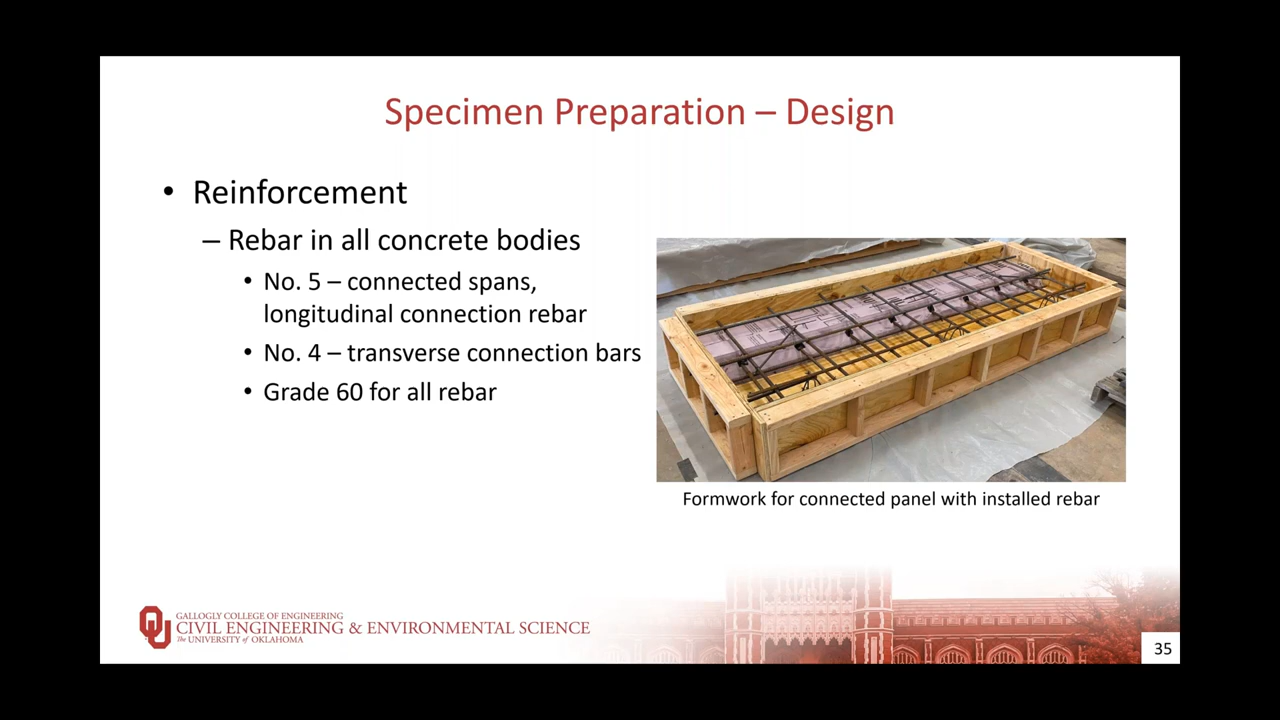 Specimen Preparation – Design
• Reinforcement
– Rebar in all concrete bodies
• No. 5 – connected spans,
longitudinal connection rebar
• No. 4 – transverse connection bars
• Grade 60 for all rebar
Formwork for connected panel with installed rebar
OU
GALLOGLY COLLEGE OF ENGINEERING
CIVIL ENGINEERING & ENVIRONMENTAL SCIENCE
The UNIVERSITY of OKLAHOMA
35